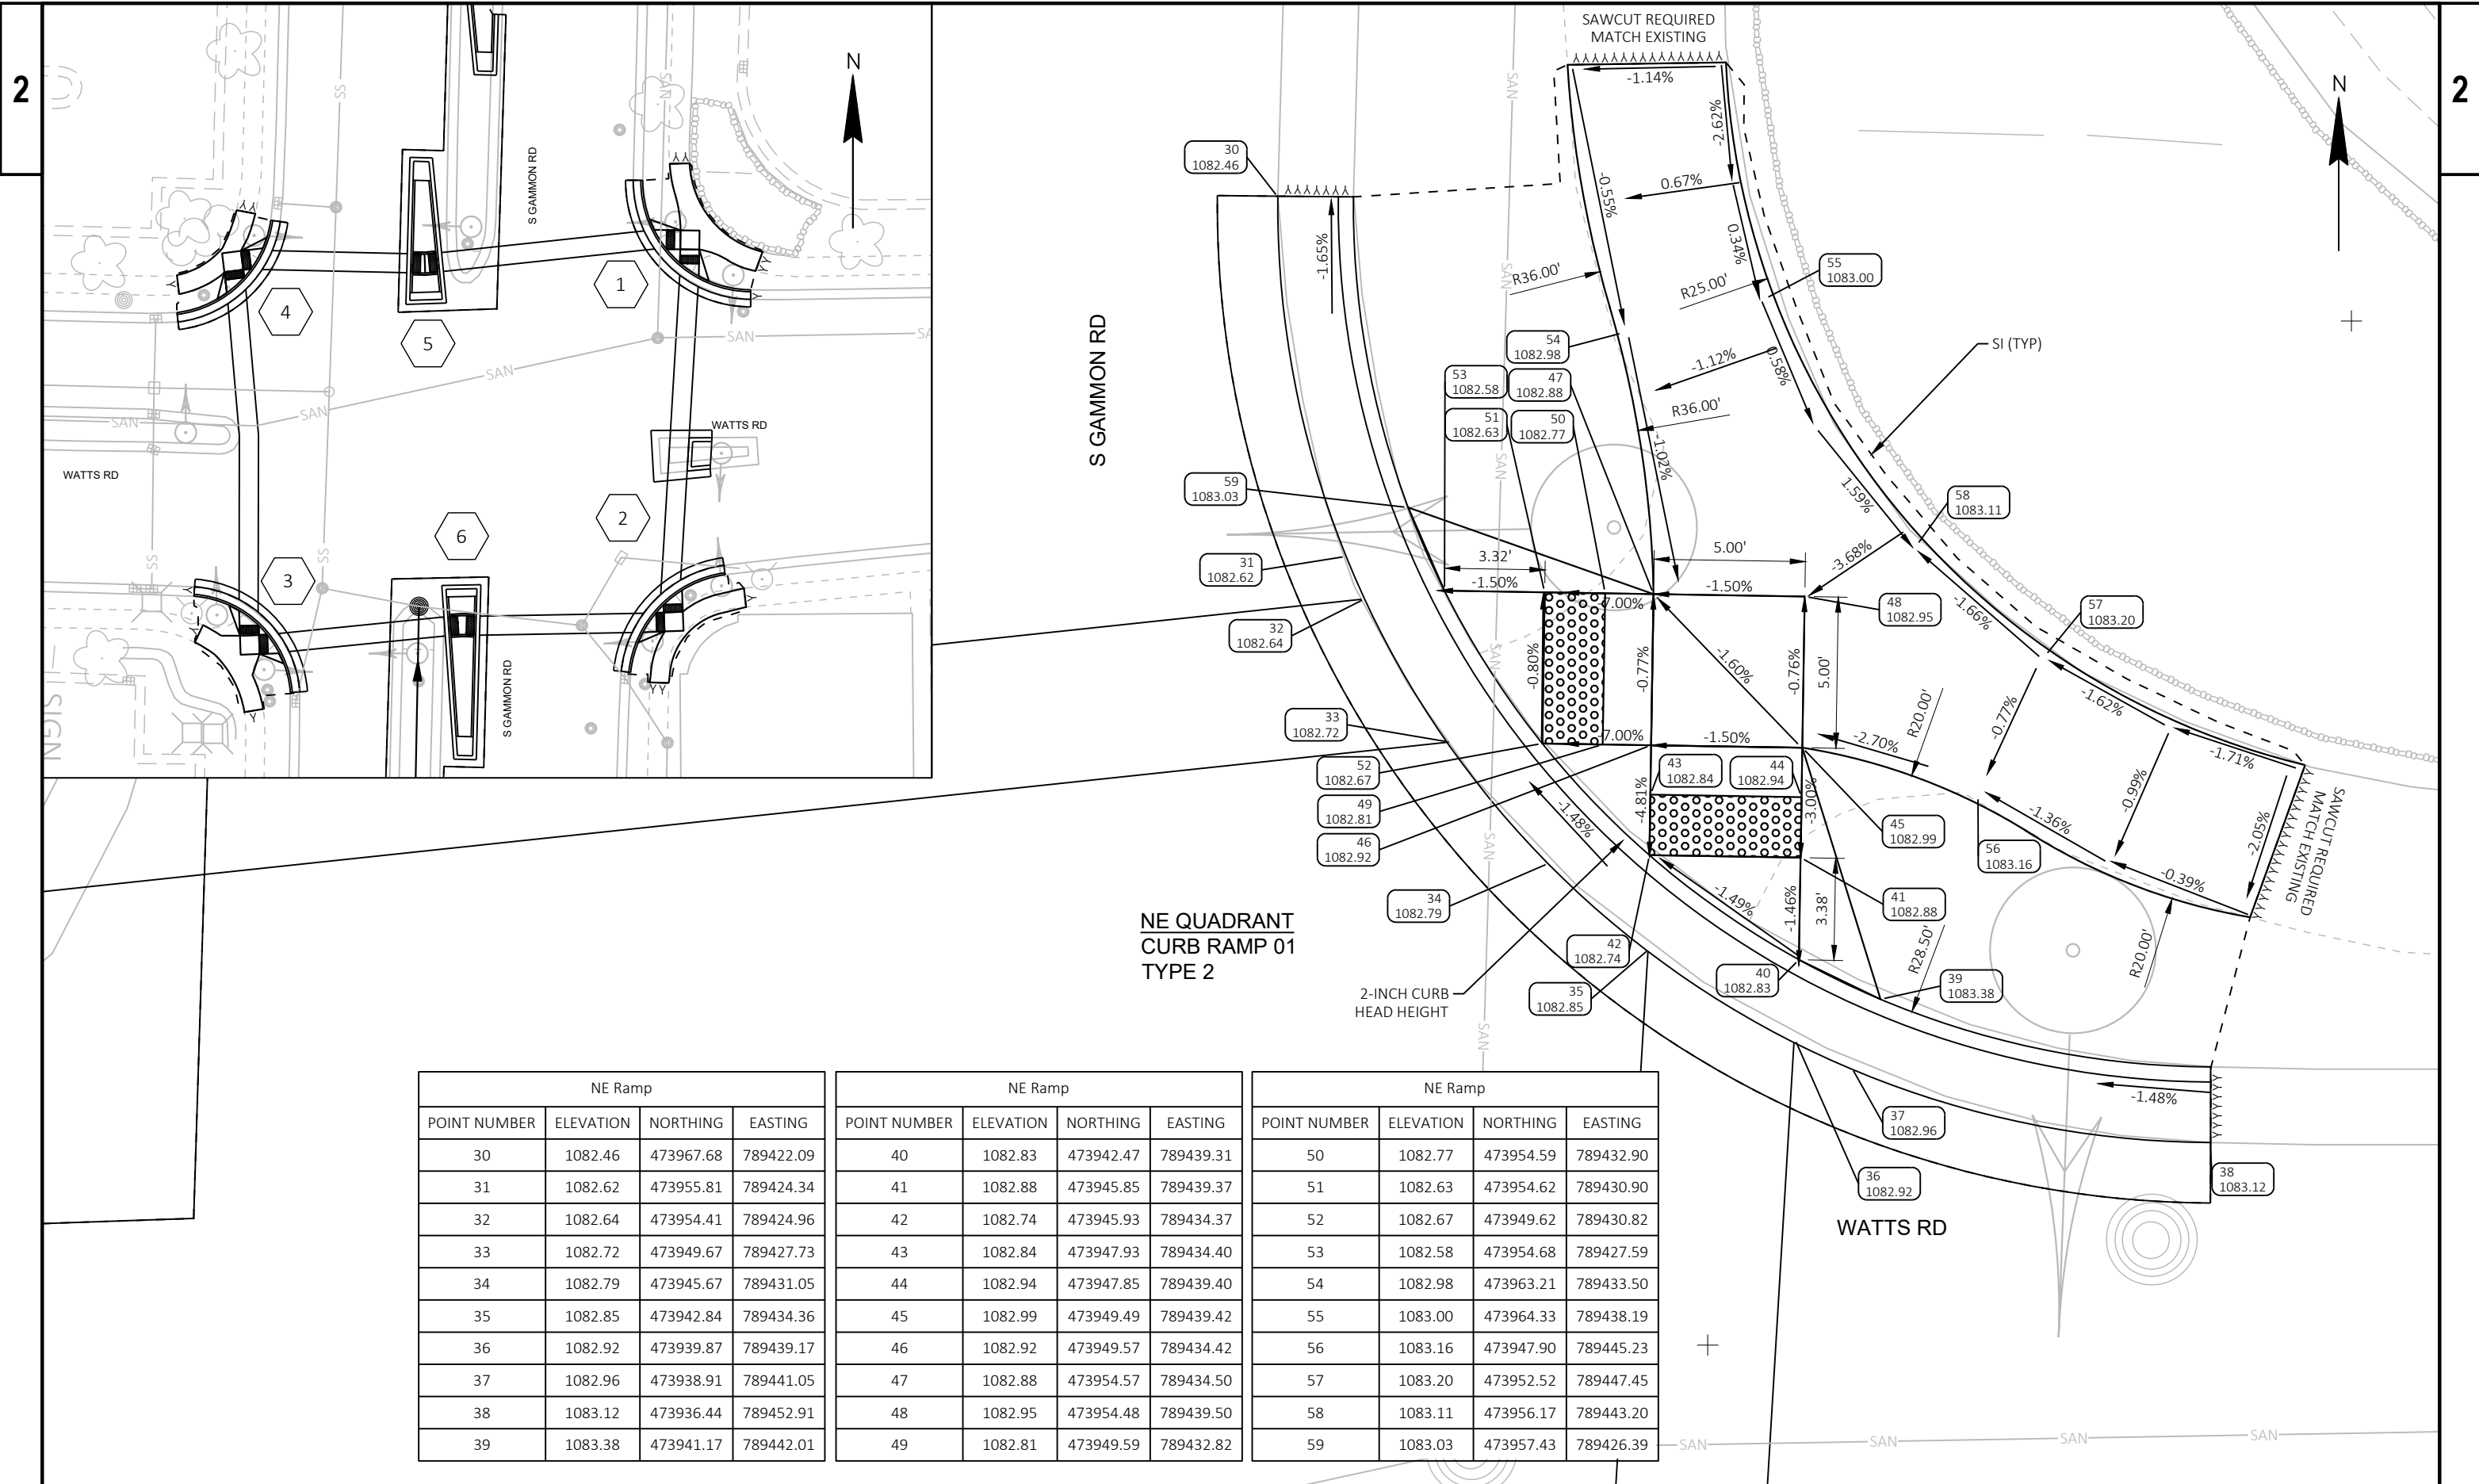 2
2
N
S GAMMON RD
S GAMMON RD
WATTS RD
WATTS RD
S GAMMON RD
1
2
3
4
5
6
SS
SAN
SAN
SAN
SAN
SAN
SAN
SS
SS
SIGN
SAWCUT REQUIRED
MATCH EXISTING
N
-1.14%
-2.62%
0.67%
-0.55%
0.34%
-1.65%
30
1082.46
R36.00'
R25.00'
55
1083.00
54
1082.98
-1.12%
0.58%
SI (TYP)
53
1082.58
47
1082.88
51
1082.63
50
1082.77
R36.00'
-1.02%
S GAMMON RD
59
1083.03
1.59%
58
1083.11
31
1082.62
3.32'
-1.50%
5.00'
-1.50%
-3.68%
-7.00%
48
1082.95
-1.66%
57
1083.20
32
1082.64
-0.80%
-0.77%
-1.60%
-0.76%
5.00'
-1.62%
R20.00'
-0.77%
33
1082.72
-7.00%
-1.50%
-2.70%
-1.71%
52
1082.67
43
1082.84
44
1082.94
-0.99%
SAWCUT REQUIRED
MATCH EXISTING
49
1082.81
-4.81%
-3.00%
-1.48%
-1.36%
-2.05%
46
1082.92
45
1082.99
56
1083.16
-0.39%
34
1082.79
-1.49%
-1.46%
3.38'
41
1082.88
R28.50'
R20.00'
NE QUADRANT
CURB RAMP 01
TYPE 2
42
1082.74
40
1082.83
39
1083.38
2-INCH CURB
HEAD HEIGHT
35
1082.85
-1.48%
37
1082.96
36
1082.92
38
1083.12
WATTS RD
SAN
SAN
SAN
SAN
SAN
SAN
SAN
SAN
SAN
SAN
SAN
NE Ramp
POINT NUMBER ELEVATION NORTHING EASTING
30 1082.46 473967.68 789422.09
31 1082.62 473955.81 789424.34
32 1082.64 473954.41 789424.96
33 1082.72 473949.67 789427.73
34 1082.79 473945.67 789431.05
35 1082.85 473942.84 789434.36
36 1082.92 473939.87 789439.17
37 1082.96 473938.91 789441.05
38 1083.12 473936.44 789452.91
39 1083.38 473941.17 789442.01
NE Ramp
POINT NUMBER ELEVATION NORTHING EASTING
40 1082.83 473942.47 789439.31
41 1082.88 473945.85 789439.37
42 1082.74 473945.93 789434.37
43 1082.84 473947.93 789434.40
44 1082.94 473947.85 789439.40
45 1082.99 473949.49 789439.42
46 1082.92 473949.57 789434.42
47 1082.88 473954.57 789434.50
48 1082.95 473954.48 789439.50
49 1082.81 473949.59 789432.82
NE Ramp
POINT NUMBER ELEVATION NORTHING EASTING
50 1082.77 473954.59 789432.90
51 1082.63 473954.62 789430.90
52 1082.67 473949.62 789430.82
53 1082.58 473954.68 789427.59
54 1082.98 473963.21 789433.50
55 1083.00 473964.33 789438.19
56 1083.16 473947.90 789445.23
57 1083.20 473952.52 789447.45
58 1083.11 473956.17 789443.20
59 1083.03 473957.43 789426.39